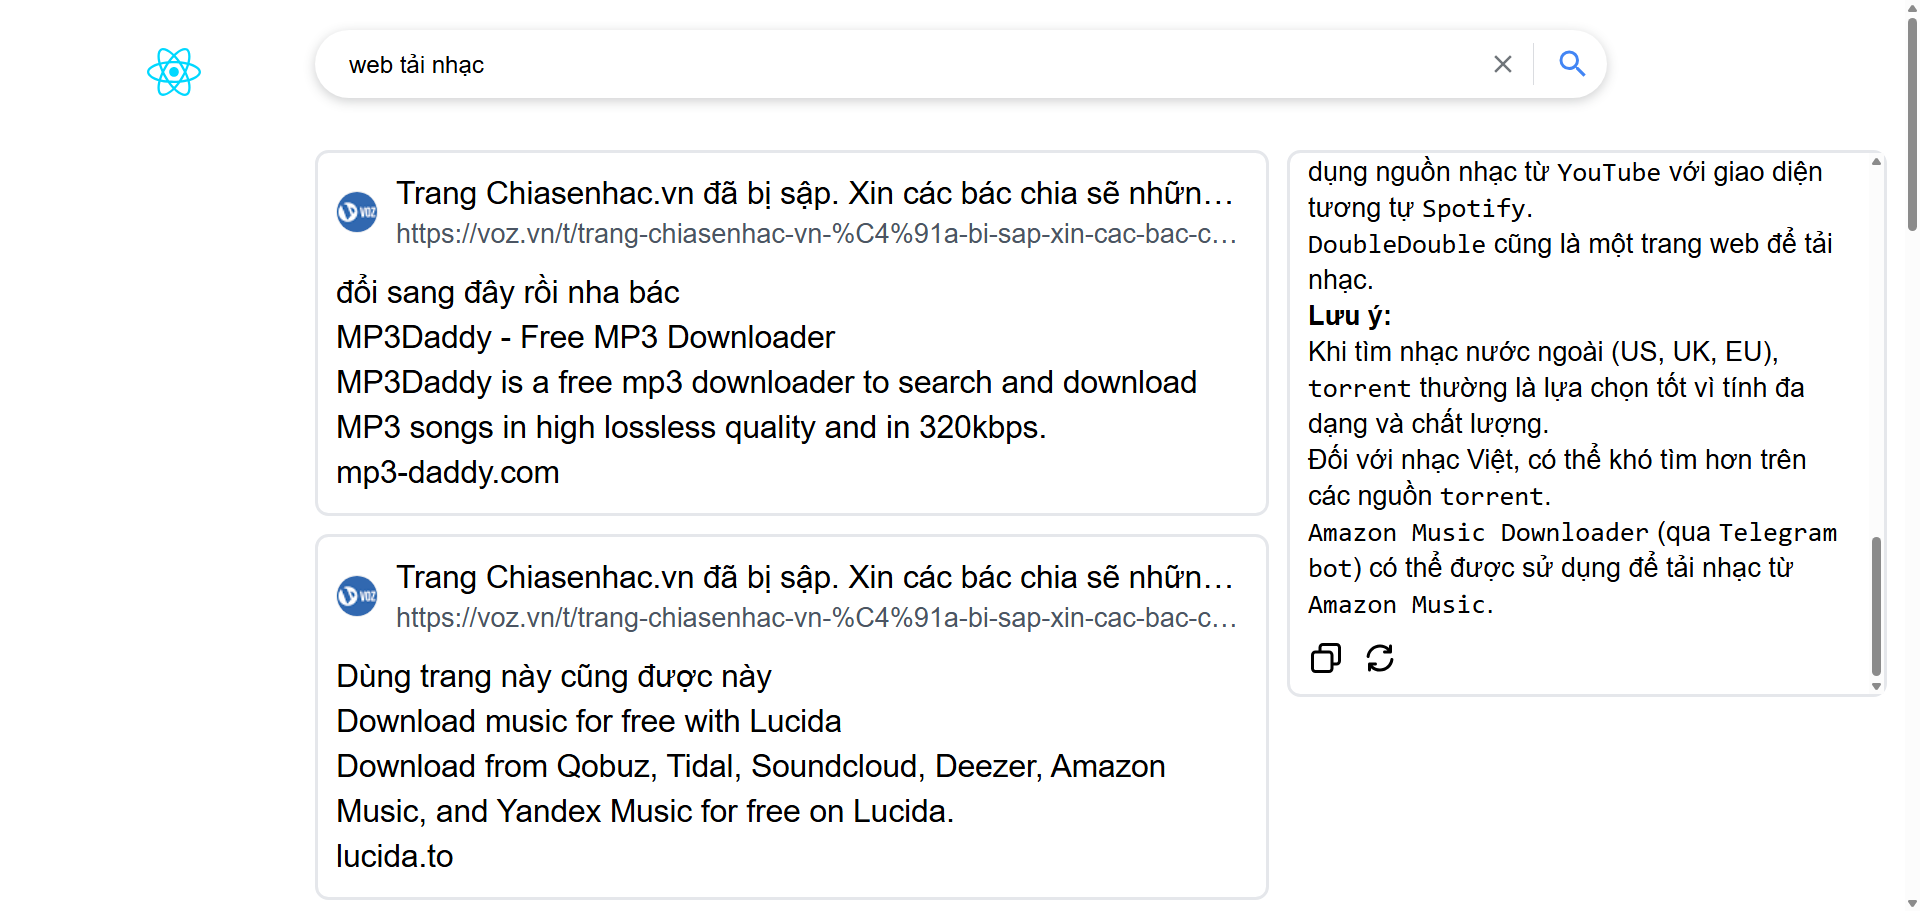 web tải nhạc
Trang Chiasenhac.vn đã bị sập. Xin các bác chia sẽ nhữn...
https://voz.vn/t/trang-chiasenhac-vn-%C4%91a-bi-sap-xin-cac-bac-c...
đổi sang đây rồi nha bác
MP3Daddy - Free MP3 Downloader
MP3Daddy is a free mp3 downloader to search and download
MP3 songs in high lossless quality and in 320kbps.
mp3-daddy.com
Trang Chiasenhac.vn đã bị sập. Xin các bác chia sẽ nhữn...
https://voz.vn/t/trang-chiasenhac-vn-%C4%91a-bi-sap-xin-cac-bac-c...
Dùng trang này cũng được này
Download music for free with Lucida
Download from Qobuz, Tidal, Soundcloud, Deezer, Amazon
Music, and Yandex Music for free on Lucida.
lucida.to
dụng nguồn nhạc từ YouTube với giao diện
tương tự Spotify.
DoubleDouble cũng là một trang web để tải
nhạc.
Lưu ý:
Khi tìm nhạc nước ngoài (US, UK, EU),
torrent thường là lựa chọn tốt vì tính đa
dạng và chất lượng.
Đối với nhạc Việt, có thể khó tìm hơn trên
các nguồn torrent.
Amazon Music Downloader (qua Telegram
bot) có thể được sử dụng để tải nhạc từ
Amazon Music.
VOZ
VOZ